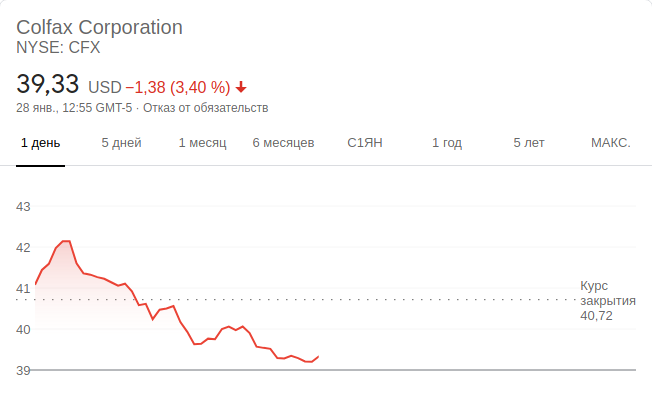 Colfax Corporation
NYSE: CFX
39,33 USD −1,38 (3,40 %)
28 янв., 12:55 GMT-5 · Отказ от обязательств
1 день 5 дней 1 месяц 6 месяцев С1ЯН 1 год 5 лет МАКС.
43
42
41
40
39
Курс
закрытия
40,72